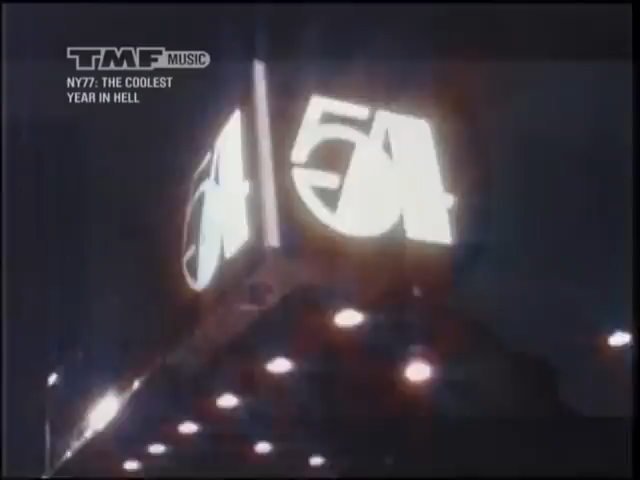 TMF MUSIC
NY77: THE COOLEST
YEAR IN HELL
54
54